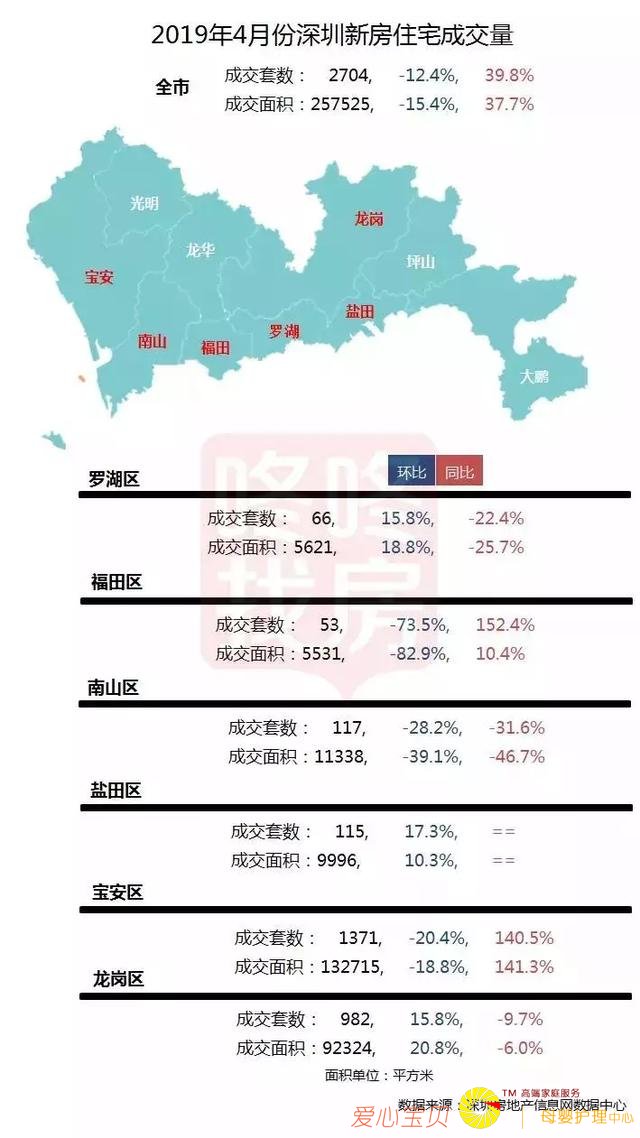 2019年4月份深圳新房住宅成交量
全市
成交套数： 2704, -12.4%, 39.8%
成交面积：257525, -15.4%, 37.7%
光明
龙岗
龙华
坪山
宝安
盐田
罗湖
南山
福田
大鹏
咚咚
找房
罗湖区
环比 同比
成交套数： 66, 15.8%, -22.4%
成交面积：5621, 18.8%, -25.7%
福田区
成交套数： 53, -73.5%, 152.4%
成交面积：5531, -82.9%, 10.4%
南山区
成交套数： 117, -28.2%, -31.6%
成交面积：11338, -39.1%, -46.7%
盐田区
成交套数： 115, 17.3%, ==
成交面积：9996, 10.3%, ==
宝安区
成交套数： 1371, -20.4%, 140.5%
成交面积：132715, -18.8%, 141.3%
龙岗区
成交套数： 982, 15.8%, -9.7%
成交面积：92324, 20.8%, -6.0%
面积单位：平方米
TM 高端家庭服务
数据来源：深圳房地产信息网数据中心
爱心宝贝
母婴护理中心